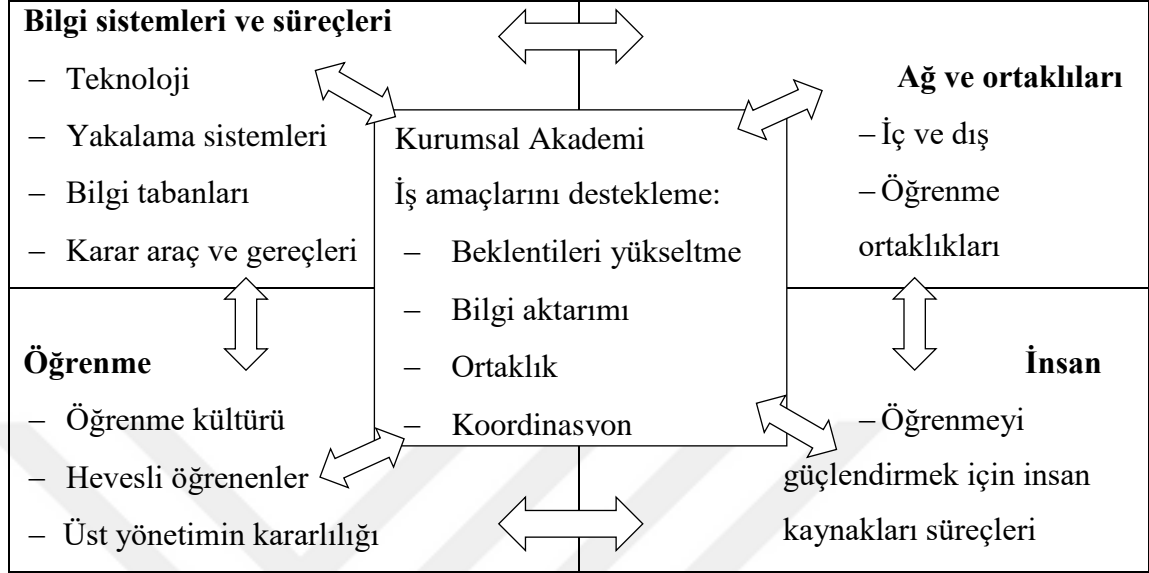 Bilgi sistemleri ve süreçleri
– Teknoloji
– Yakalama sistemleri
– Bilgi tabanları
– Karar araç ve gereçleri
Ağ ve ortaklıları
– İç ve dış
– Öğrenme
ortaklıkları
Kurumsal Akademi
İş amaçlarını destekleme:
– Beklentileri yükseltme
– Bilgi aktarımı
– Ortaklık
– Koordinasyon
Öğrenme
– Öğrenme kültürü
– Hevesli öğrenenler
– Üst yönetimin kararlılığı
İnsan
– Öğrenmeyi
güçlendirmek için insan
kaynakları süreçleri